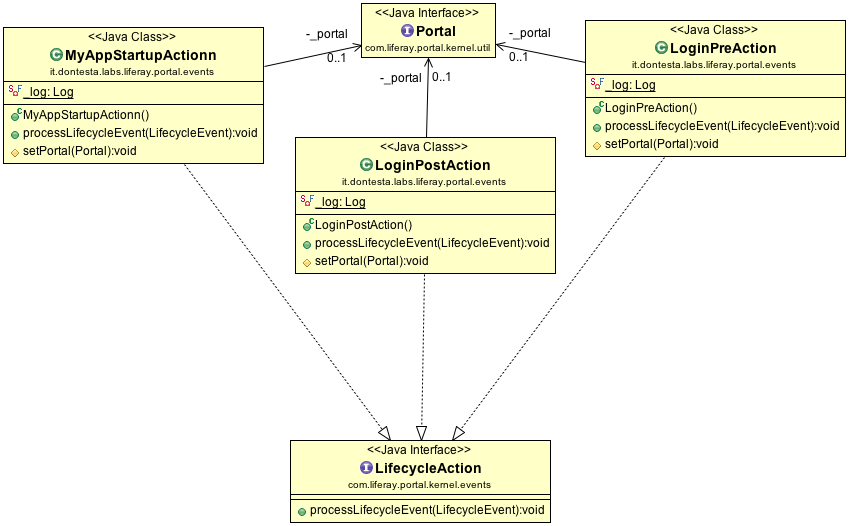 <<Java Class>>
MyAppStartupActionn
it.dontesta.labs.liferay.portal.events
_log: Log
MyAppStartupActionn()
processLifecycleEvent(LifecycleEvent):void
setPortal(Portal):void
-_portal
0..1
<<Java Interface>>
Portal
com.liferay.portal.kernel.util
-_portal
0..1
-_portal
0..1
<<Java Class>>
LoginPreAction
it.dontesta.labs.liferay.portal.events
_log: Log
LoginPreAction()
processLifecycleEvent(LifecycleEvent):void
setPortal(Portal):void
<<Java Class>>
LoginPostAction
it.dontesta.labs.liferay.portal.events
_log: Log
LoginPostAction()
processLifecycleEvent(LifecycleEvent):void
setPortal(Portal):void
<<Java Interface>>
LifecycleAction
com.liferay.portal.kernel.events
processLifecycleEvent(LifecycleEvent):void